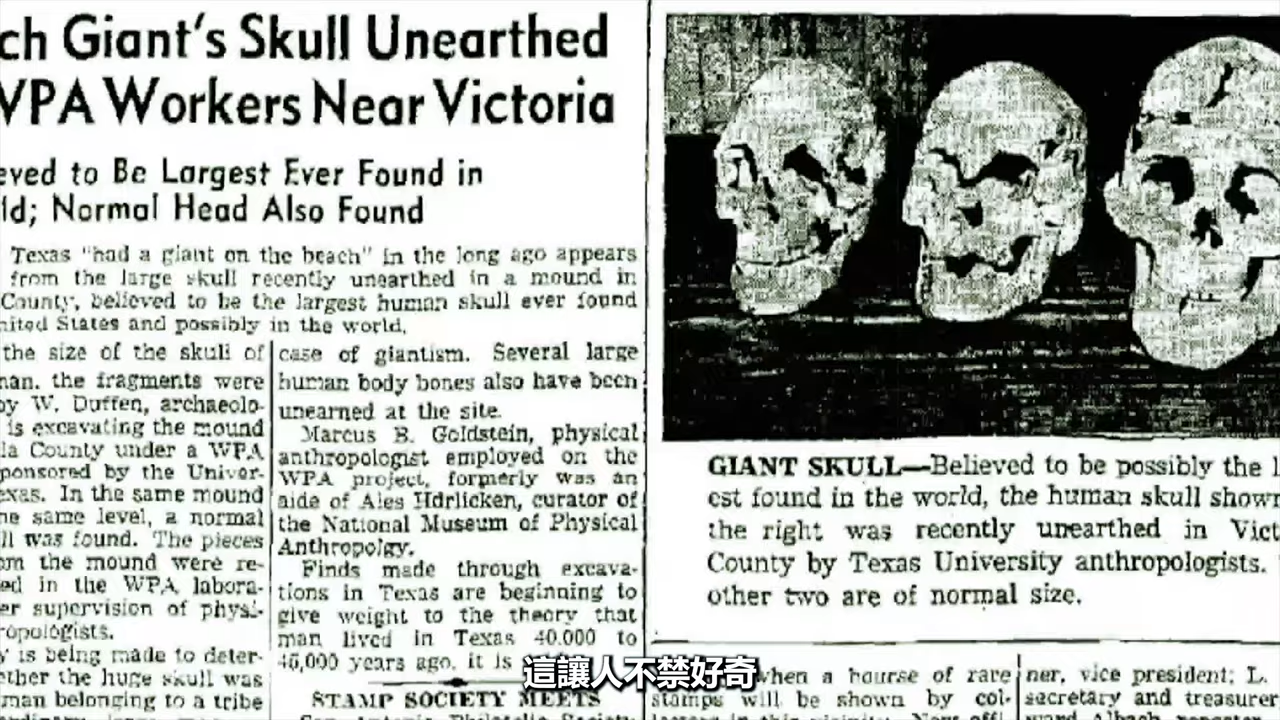 ch Giant's Skull Unearthed
WPA Workers Near Victoria
eved to Be Largest Ever Found in
ld; Normal Head Also Found
Texas "had a giant on the beach" in the long ago appears
from the large skull recently unearthed in a mound in
County, believed to be the largest human skull ever found
nited States and possibly in the world.
the size of the skull of
man. the fragments were
by W. Duffen, archaeolo-
is excavating the mound
ia County under a WPA
ponsored by the Univer-
exas. In the same mound
he same level, a normal
ll was found. The pieces
om the mound were re-
ed in the WPA labora-
er supervision of physi-
ropologists.
y is being made to deter-
ther the huge skull was
man belonging to a tribe
case of giantism. Several large
human body bones also have been
unearned at the site.
Marcus B. Goldstein, physical
anthropologist employed on the
WPA project, formerly was an
aide of Ales Hdrlicken, curator of
the National Museum of Physical
Anthropolgy.
Finds made through excava-
tions in Texas are beginning to
give weight to the theory that
man lived in Texas 40,000 to
45,000 years ago, it is
STAMP SOCIETY MEETS
GIANT SKULL—Believed to be possibly the l
est found in the world, the human skull shown
the right was recently unearthed in Vict
County by Texas University anthropologists.
other two are of normal size.
when a bourse of rare
stamps will be shown by col-
ner, vice president; L.
secretary and treasurer
這讓人不禁好奇